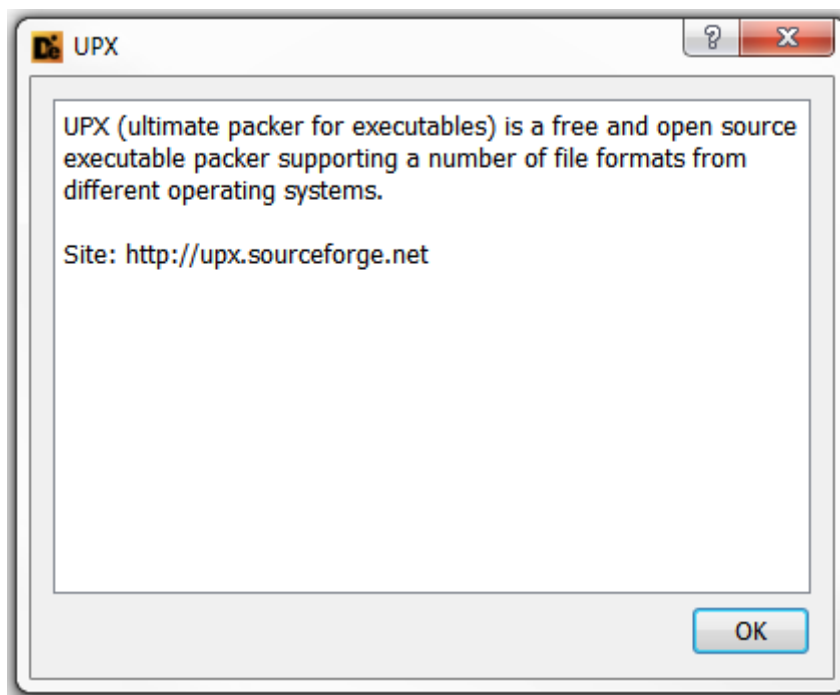 UPX
UPX (ultimate packer for executables) is a free and open source
executable packer supporting a number of file formats from
different operating systems.
Site: http://upx.sourceforge.net
OK